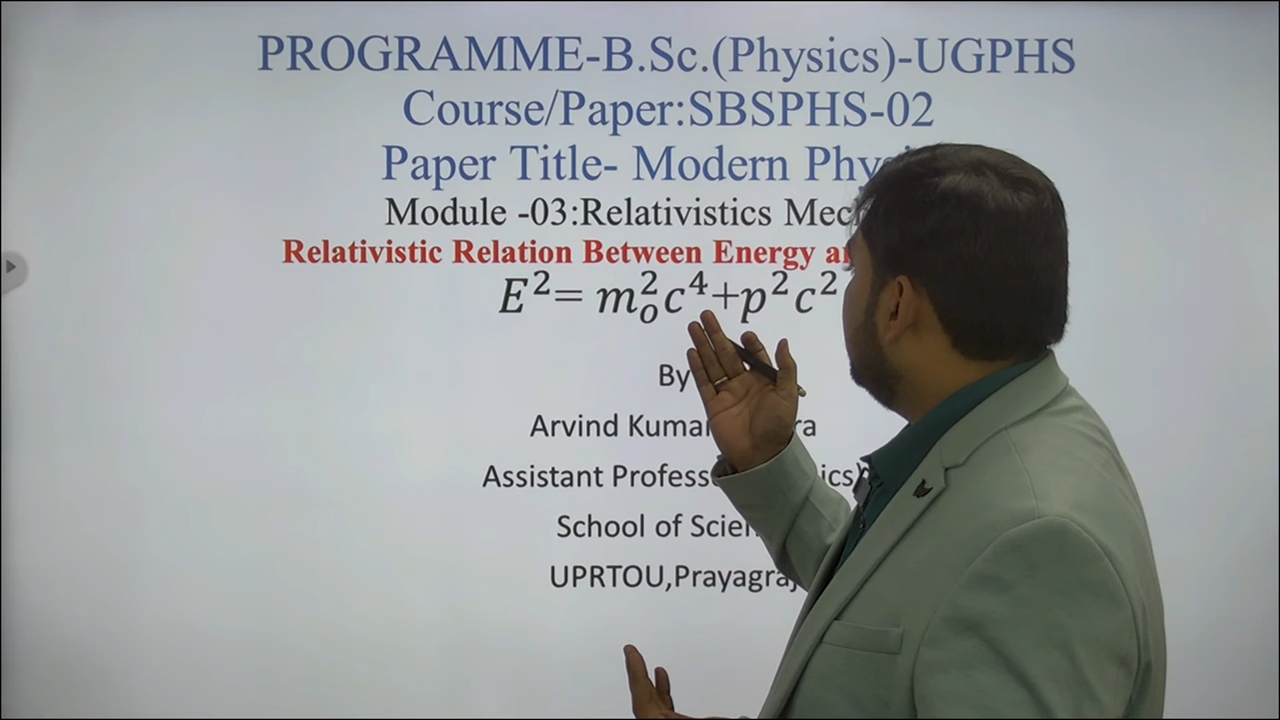 PROGRAMME-B.Sc.(Physics)-UGPHS
Course/Paper:SBSPHS-02
Paper Title- Modern
Module -03:Relativistics
Relativistic Relation Between Energy
E²= m₀²c⁴+p²c²
By
Arvind
Assistant
School of
UPRTOU,Prayagraj